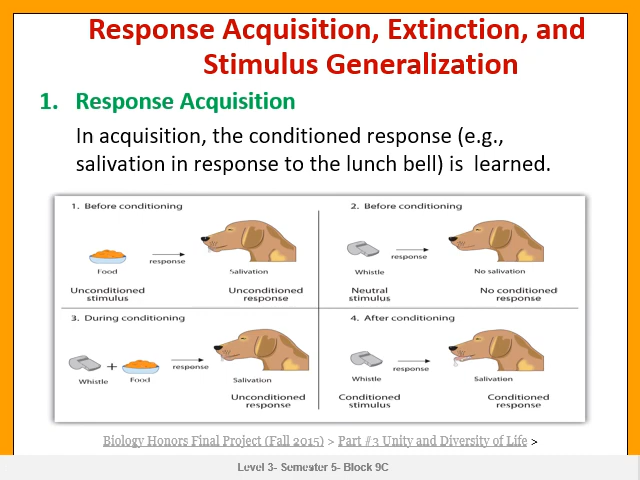 Response Acquisition, Extinction, and
Stimulus Generalization
1. Response Acquisition
In acquisition, the conditioned response (e.g.,
salivation in response to the lunch bell) is learned.
1. Before conditioning
response
Food
Salivation
Unconditioned
stimulus
Unconditioned
response
2. Before conditioning
response
Whistle
No salivation
Neutral
stimulus
No conditioned
response
3. During conditioning
+
response
Whistle
Food
Salivation
Unconditioned
response
4. After conditioning
response
Whistle
Salivation
Conditioned
stimulus
Conditioned
response
Biology Honors Final Project (Fall 2015) > Part #3 Unity and Diversity of Life >
Level 3- Semester 5- Block 9C